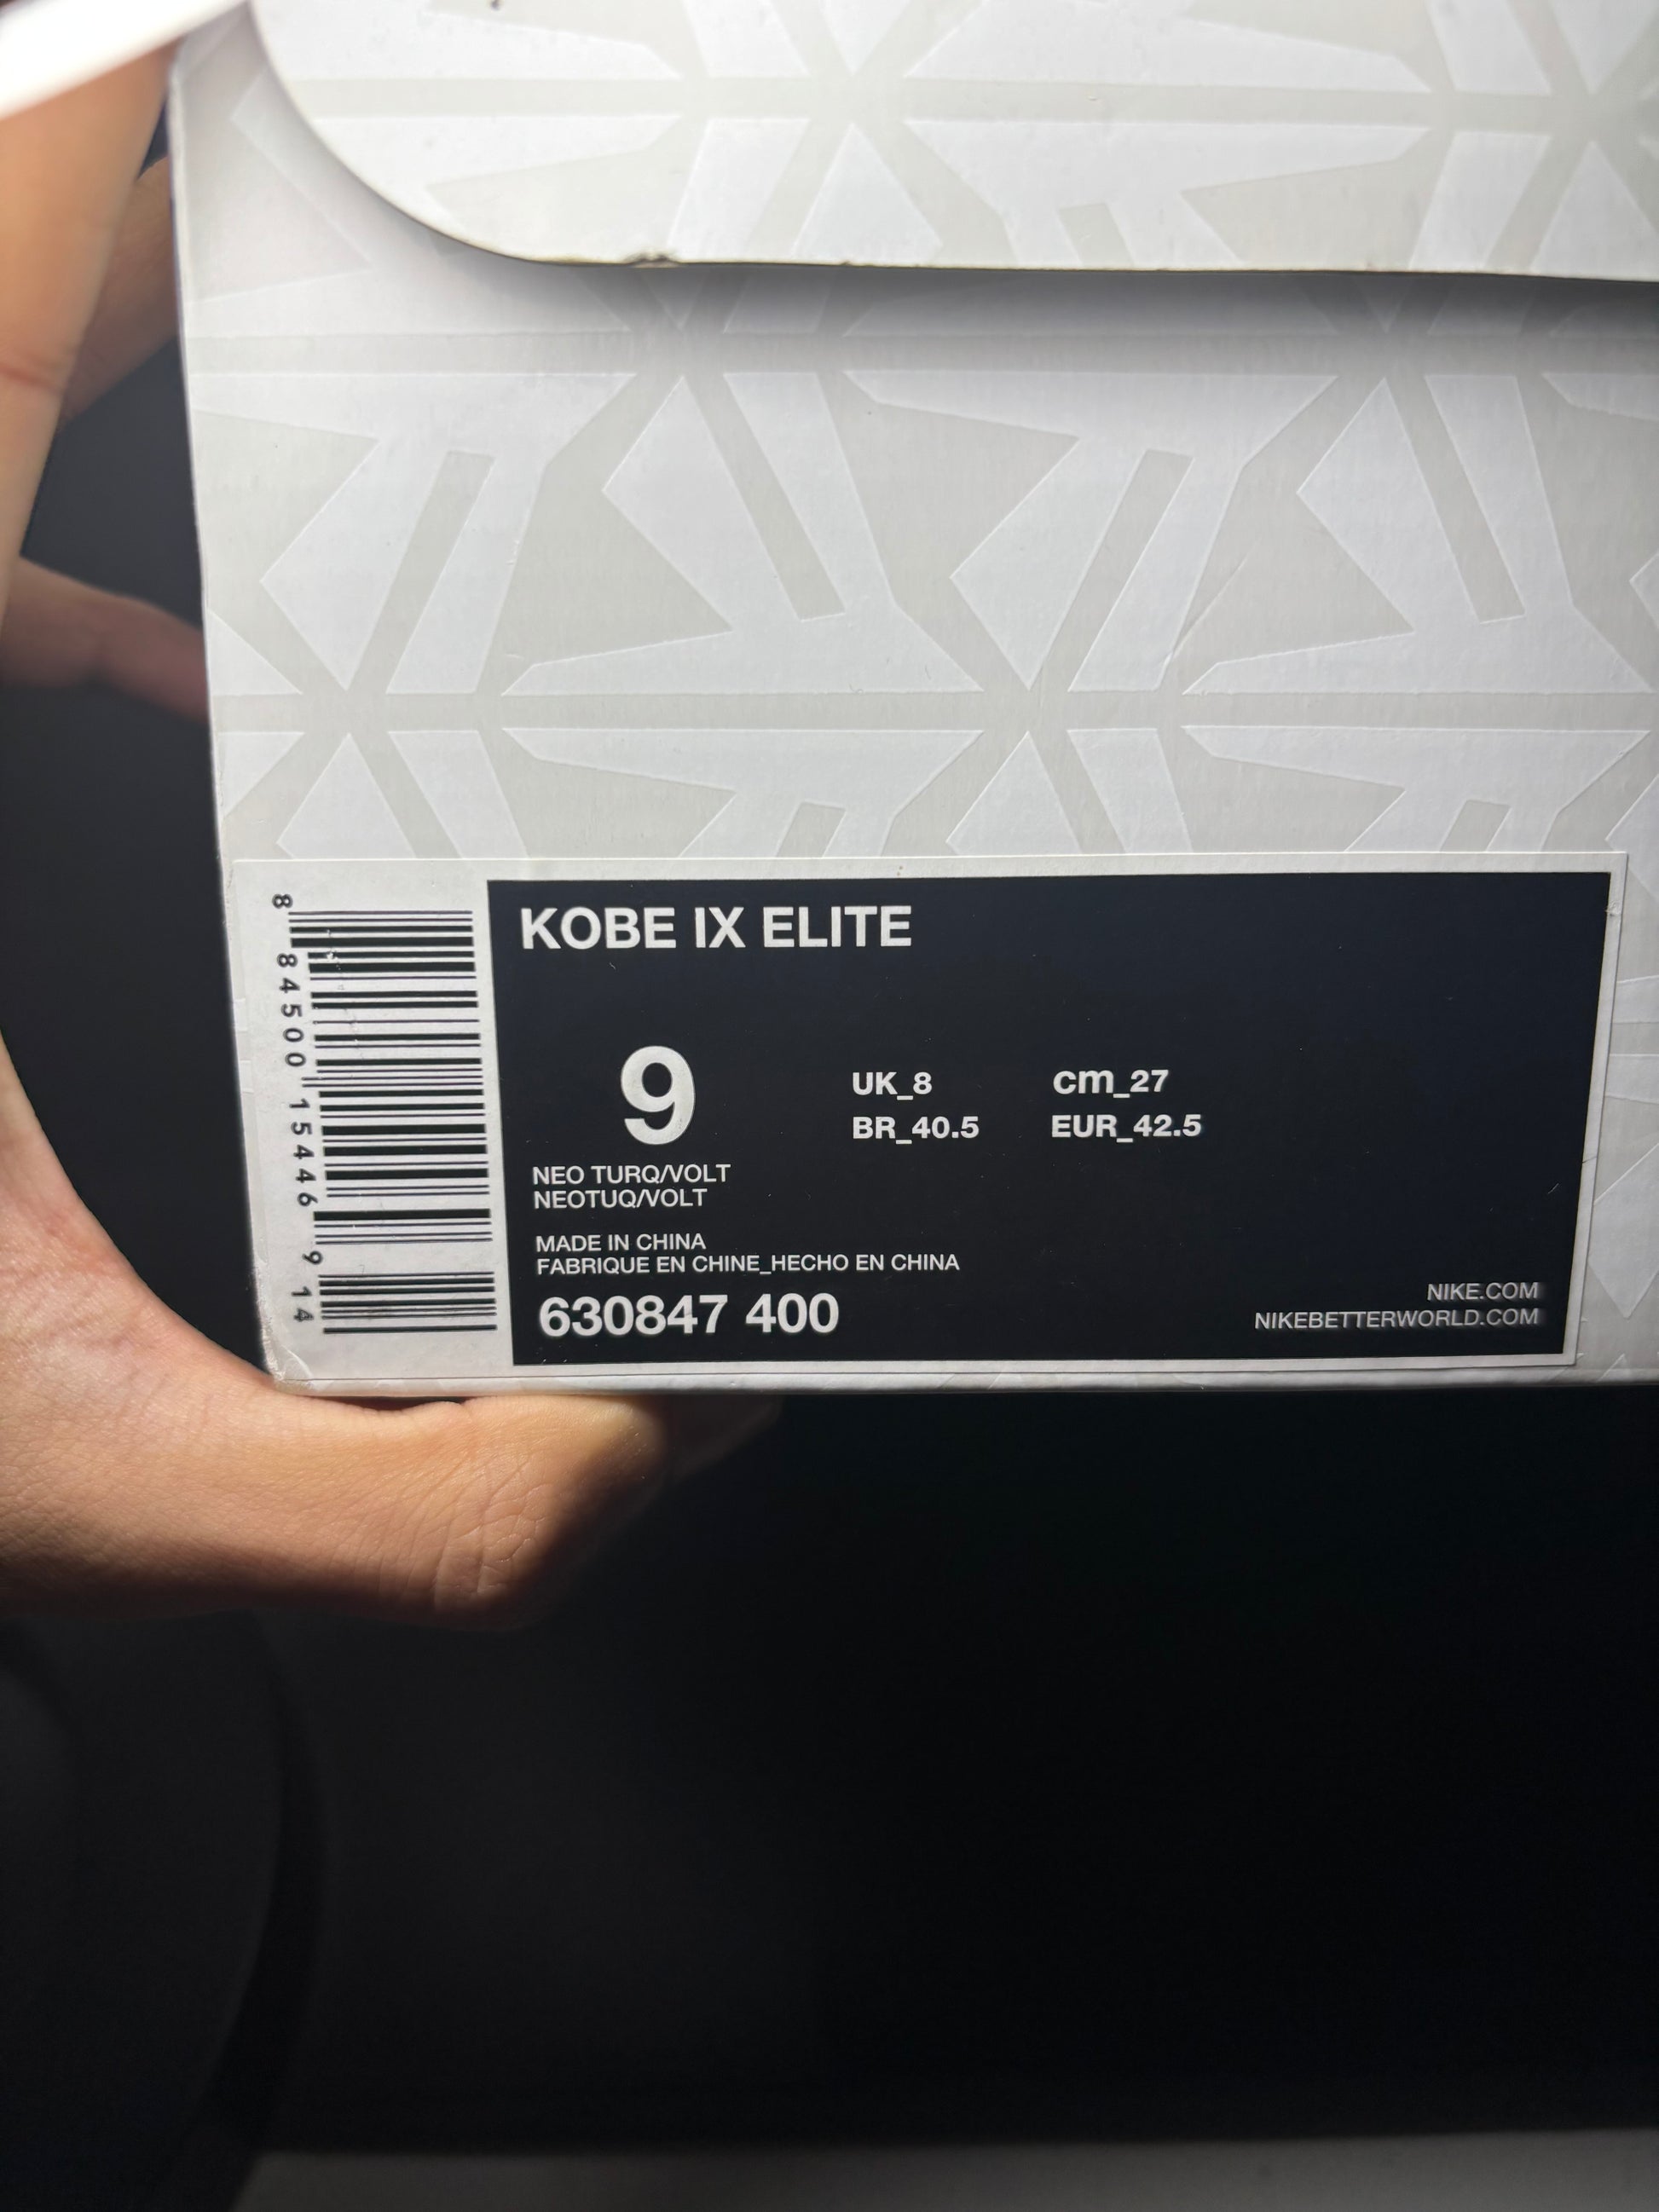 KOBE IX ELITE
9
UK_8 cm_27
BR_40.5 EUR_42.5
NEO TURQ/VOLT
NEOTUQ/VOLT
MADE IN CHINA
FABRIQUE EN CHINE_HECHO EN CHINA
630847 400
NIKE.COM
NIKEBETTERWORLD.COM
8 84500 15446 9 14